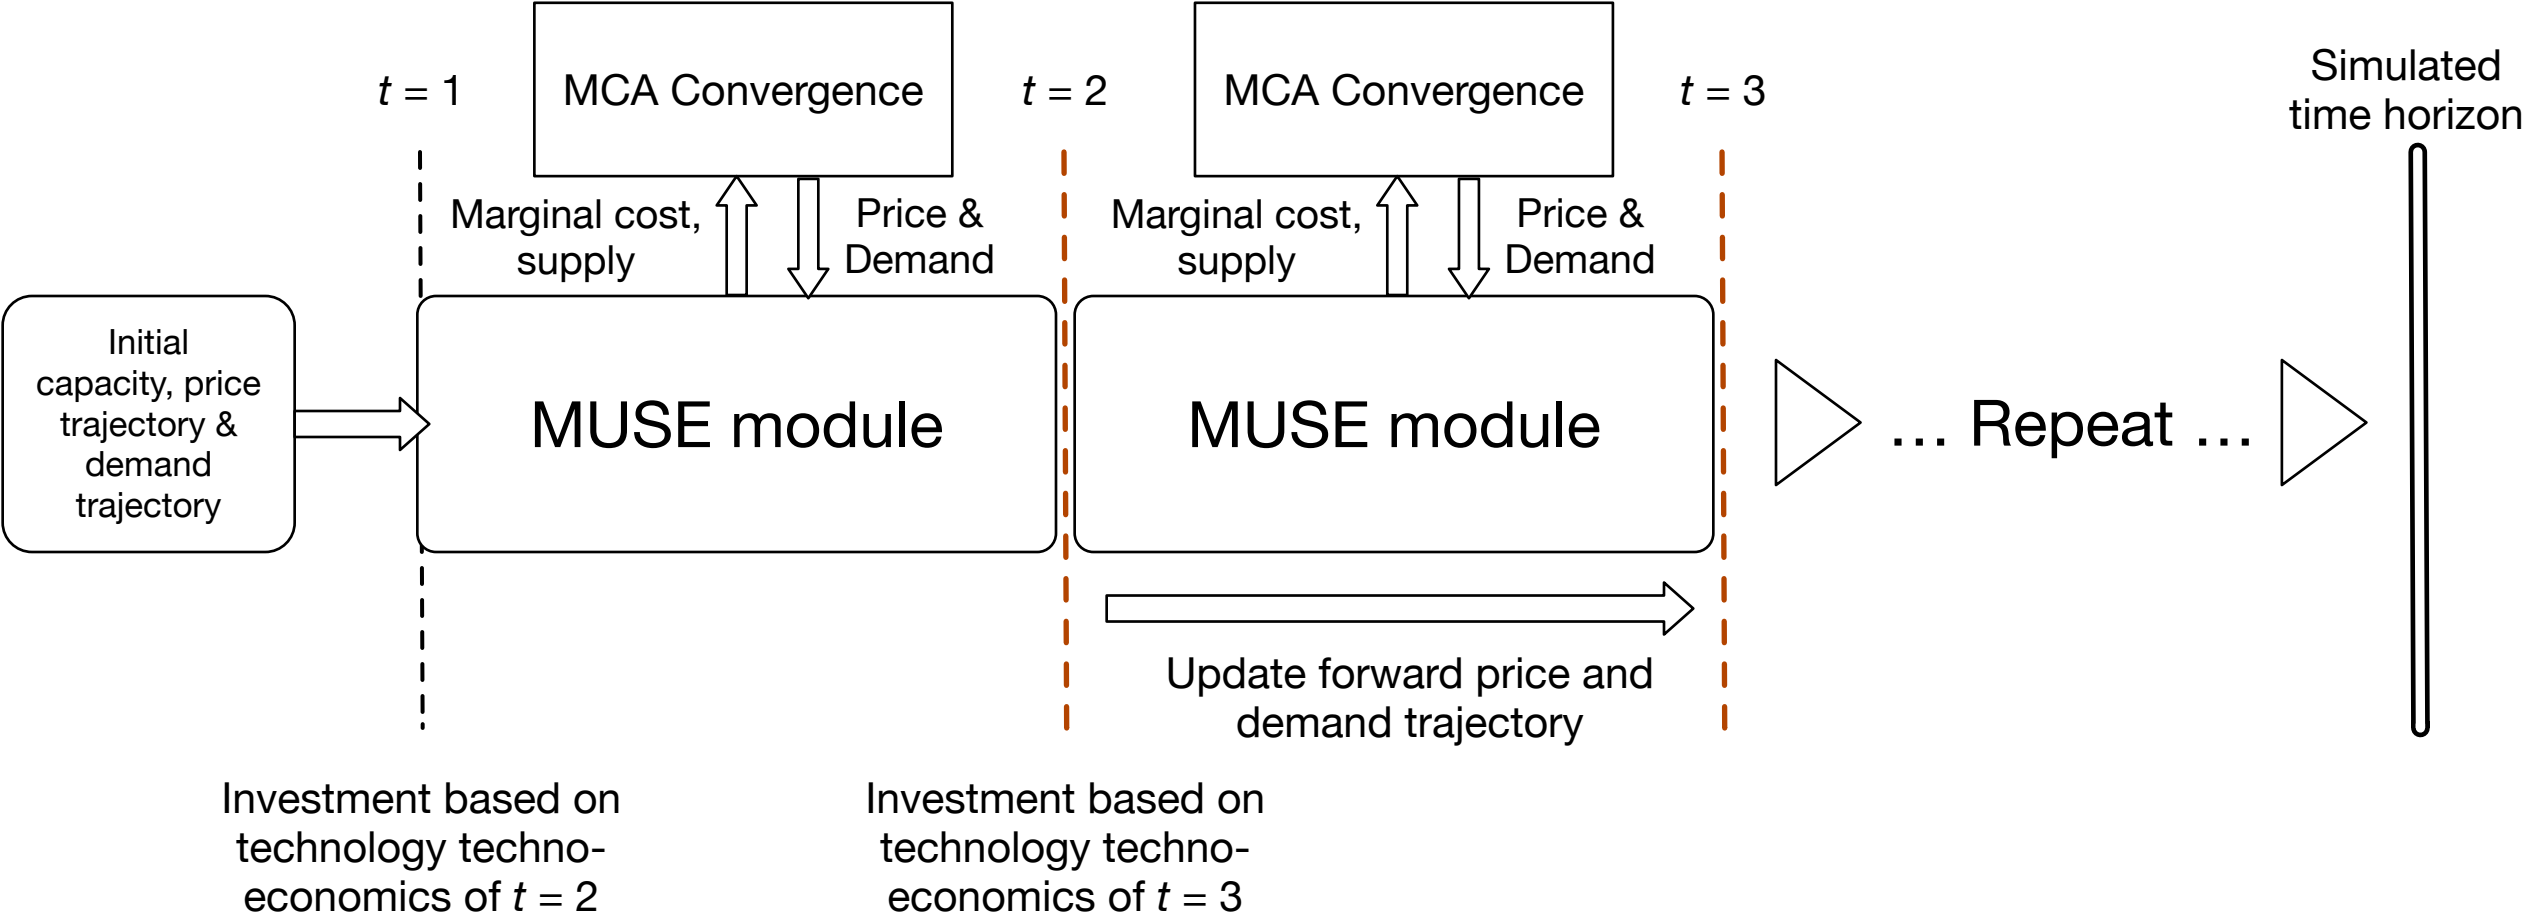 t = 1
MCA Convergence
t = 2
MCA Convergence
t = 3
Simulated
time horizon
Marginal cost,
supply
Price &
Demand
Marginal cost,
supply
Price &
Demand
Initial
capacity, price
trajectory &
demand
trajectory
MUSE module
MUSE module
... Repeat ...
Update forward price and
demand trajectory
Investment based on
technology techno-
economics of t = 2
Investment based on
technology techno-
economics of t = 3